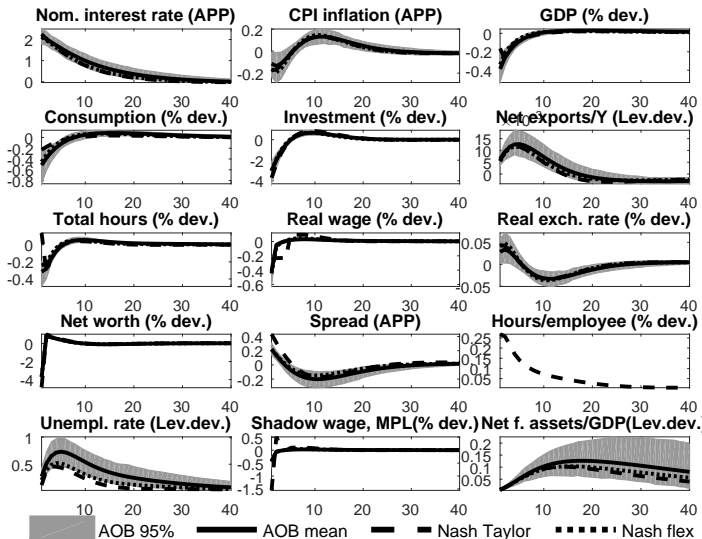 Nom. interest rate (APP)
CPI inflation (APP)
GDP (% dev.)
2
1
0
10 20 30 40
0.2
0
-0.2
10 20 30 40
0
-0.2
-0.4
10 20 30 40
Consumption (% dev.)
Investment (% dev.)
Net exports/Y (Lev.dev.)
0
-0.2
-0.4
-0.6
-0.8
10 20 30 40
0
-2
-4
10 20 30 40
15
10
5
0
10 20 30 40
Total hours (% dev.)
Real wage (% dev.)
Real exch. rate (% dev.)
0
-0.2
-0.4
10 20 30 40
0
-0.2
-0.4
-0.6
10 20 30 40
0.05
0
-0.05
10 20 30 40
Net worth (% dev.)
Spread (APP)
Hours/employee (% dev.)
0
-2
-4
10 20 30 40
0.4
0.2
0
-0.2
10 20 30 40
0.25
0.2
0.15
0.1
0.05
10 20 30 40
Unempl. rate (Lev.dev.)
Shadow wage, MPL(% dev.)
Net f. assets/GDP(Lev.dev.)
0.5
10 20 30 40
0.5
0
-0.5
-1
-1.5
10 20 30 40
0.2
0.15
0.1
0.05
10 20 30 40
AOB 95%
AOB mean
Nash Taylor
Nash flex